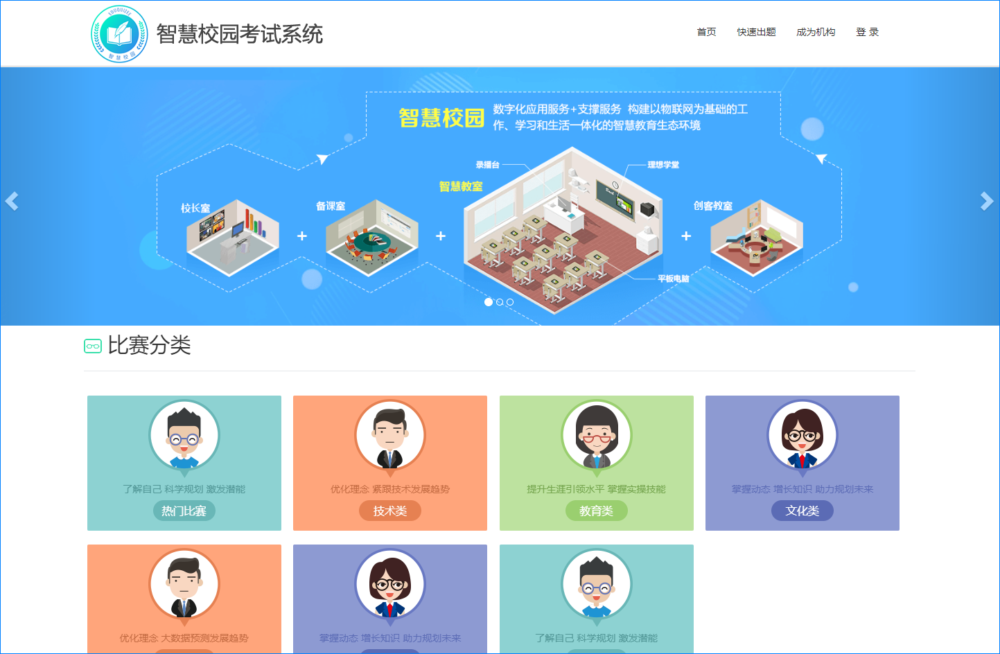 EDUQUIZEE
智慧校园
智慧校园考试系统
首页
快速出题
成为机构
登 录
智慧校园
数字化应用服务+支撑服务 构建以物联网为基础的工
作、学习和生活一体化的智慧教育生态环境
录播台
理想学堂
智慧教室
校长室
备课室
创客教室
+
+
+
平板电脑
比赛分类
了解自己 科学规划 激发潜能
热门比赛
优化理念 紧跟技术发展趋势
技术类
提升生涯引领水平 掌握实操技能
教育类
掌握动态 增长知识 助力规划未来
文化类
优化理念 大数据预测发展趋势
掌握动态 增长知识 助力规划未来
了解自己 科学规划 激发潜能